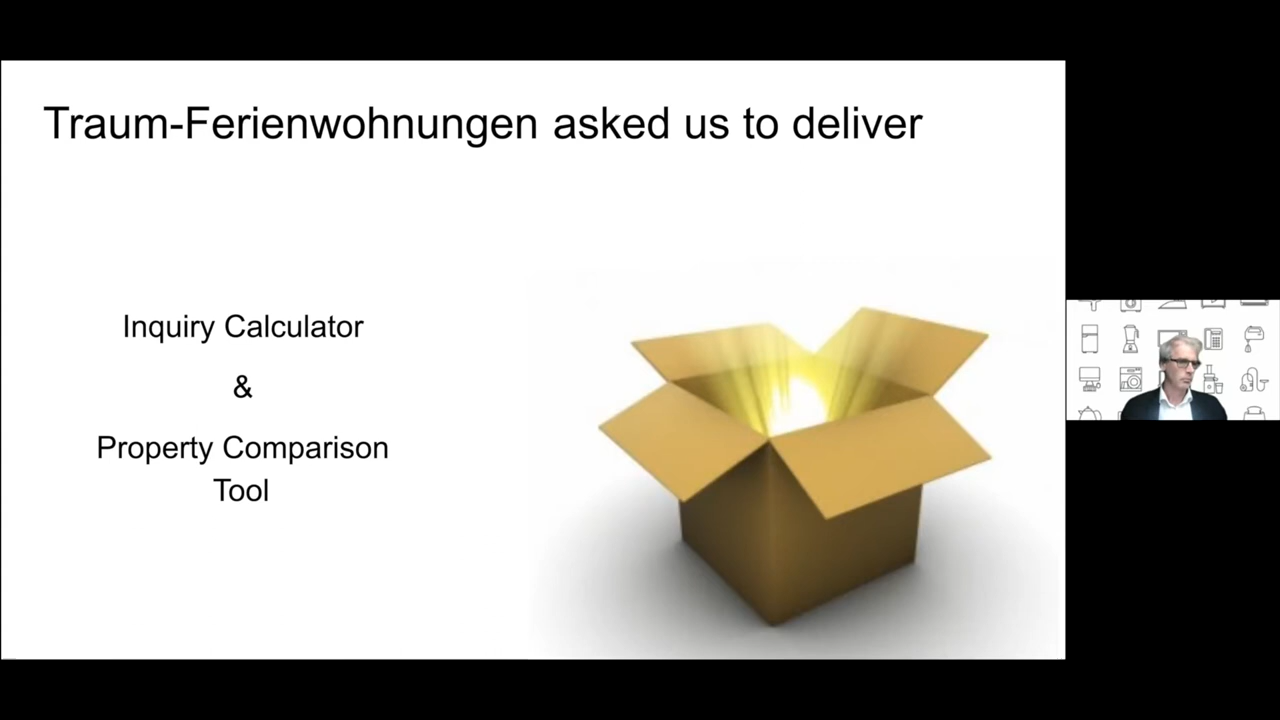 Traum-Ferienwohnungen asked us to deliver
Inquiry Calculator
&
Property Comparison
Tool